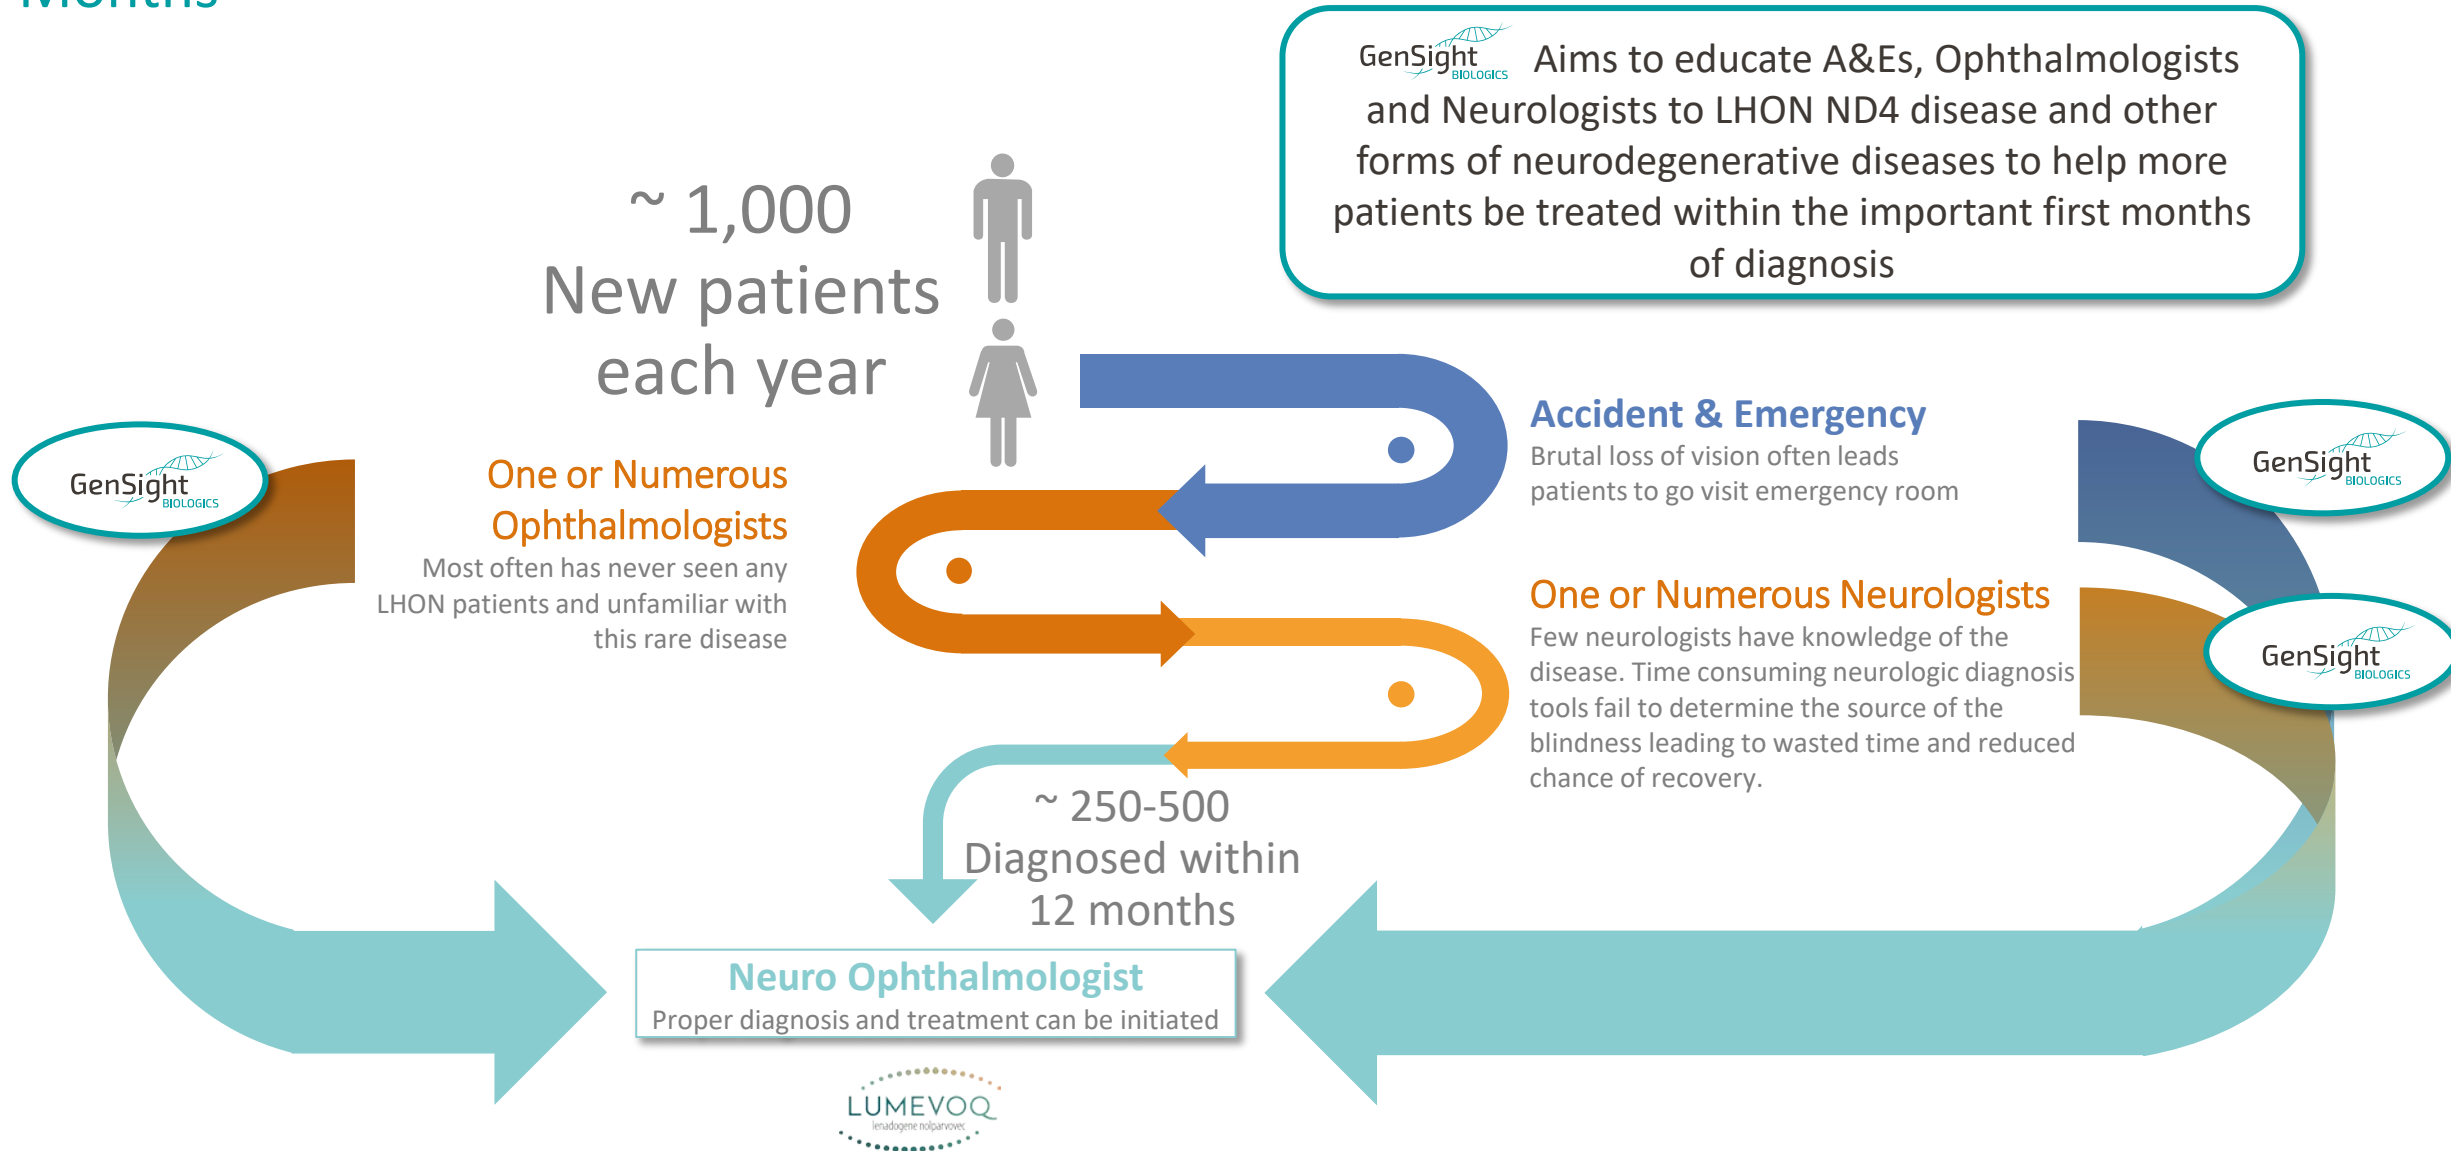 Months
GenSight
BIOLOGICS
Aims to educate A&Es, Ophthalmologists
and Neurologists to LHON ND4 disease and other
forms of neurodegenerative diseases to help more
patients be treated within the important first months
of diagnosis
~ 1,000
New patients
each year
Accident & Emergency
Brutal loss of vision often leads
patients to go visit emergency room
GenSight
BIOLOGICS
One or Numerous
Ophthalmologists
Most often has never seen any
LHON patients and unfamiliar with
this rare disease
GenSight
BIOLOGICS
One or Numerous Neurologists
Few neurologists have knowledge of the
disease. Time consuming neurologic diagnosis
tools fail to determine the source of the
blindness leading to wasted time and reduced
chance of recovery.
GenSight
BIOLOGICS
~ 250-500
Diagnosed within
12 months
Neuro Ophthalmologist
Proper diagnosis and treatment can be initiated
LUMEVOQ
lenadogene nolparvovec